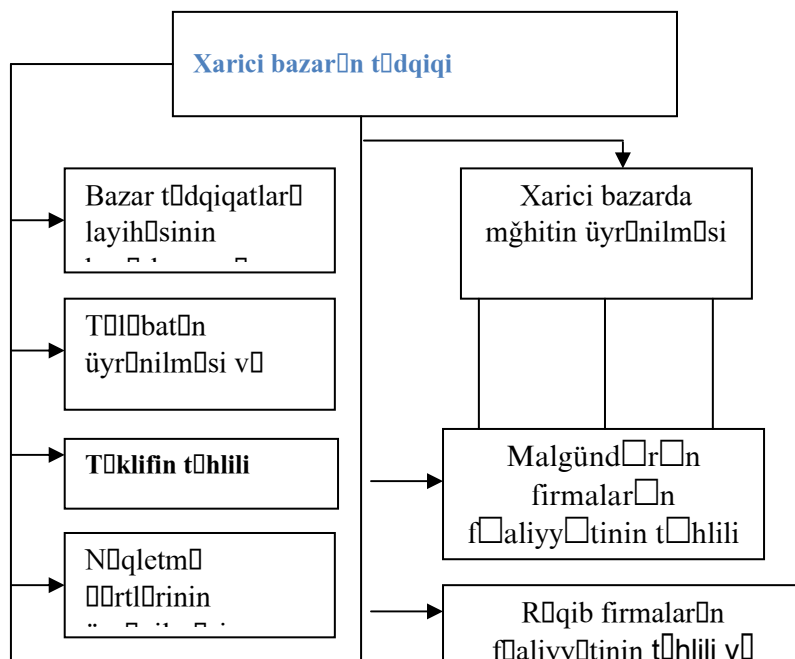 Xarici bazar▯n t▯dqiqi
Bazar t▯dqiqatlar▯
layih▯sinin
T▯l▯bat▯n
üyr▯nilm▯si v▯
T▯klifin t▯hlili
N▯qletm▯
▯▯rtl▯rinin
Xarici bazarda
mğhitin üyr▯nilm▯si
Malgünd▯r▯n
firmalar▯n
f▯aliyy▯tinin t▯hlili
R▯qib firmalar▯n
f▯aliyy▯tinin t▯hlili v▯